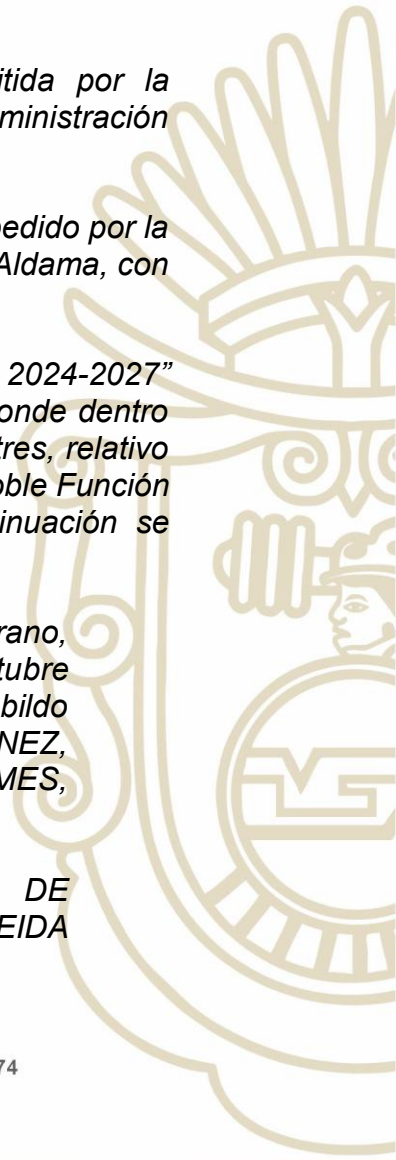 itida por la
ministración
pedido por la
Aldama, con
2024-2027”
onde dentro
tres, relativo
oble Función
inuación se
rano,
tubre
bildo
NEZ,
MES,
DE
EIDA
74